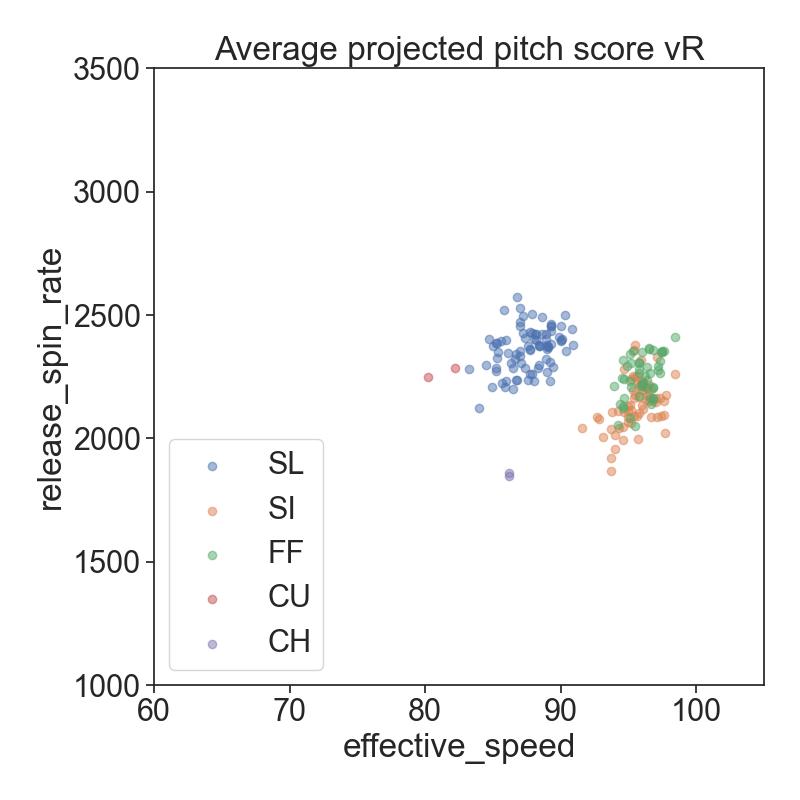 Average projected pitch score vR
3500
3000
2500
2000
1500
1000
release_spin_rate
SL
SI
FF
CU
CH
60 70 80 90 100
effective_speed